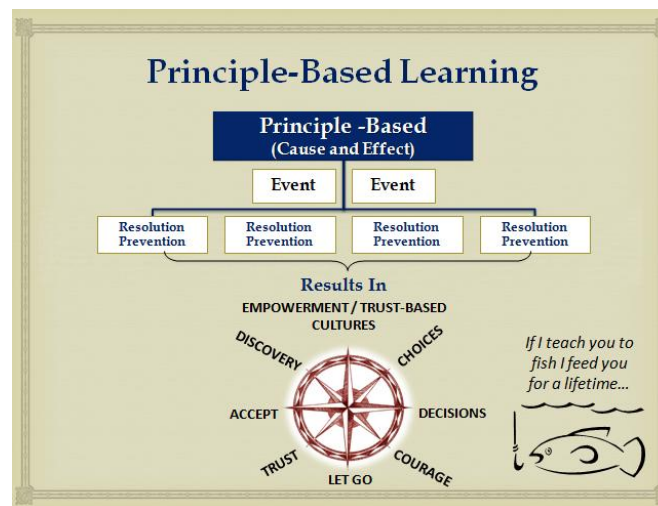 Principle-Based Learning
Principle -Based
(Cause and Effect)
Event
Event
Resolution
Prevention
Resolution
Prevention
Resolution
Prevention
Resolution
Prevention
Results In
EMPOWERMENT / TRUST-BASED
CULTURES
DISCOVERY
CHOICES
ACCEPT
DECISIONS
TRUST
COURAGE
LET GO
If I teach you to
fish I feed you
for a lifetime...